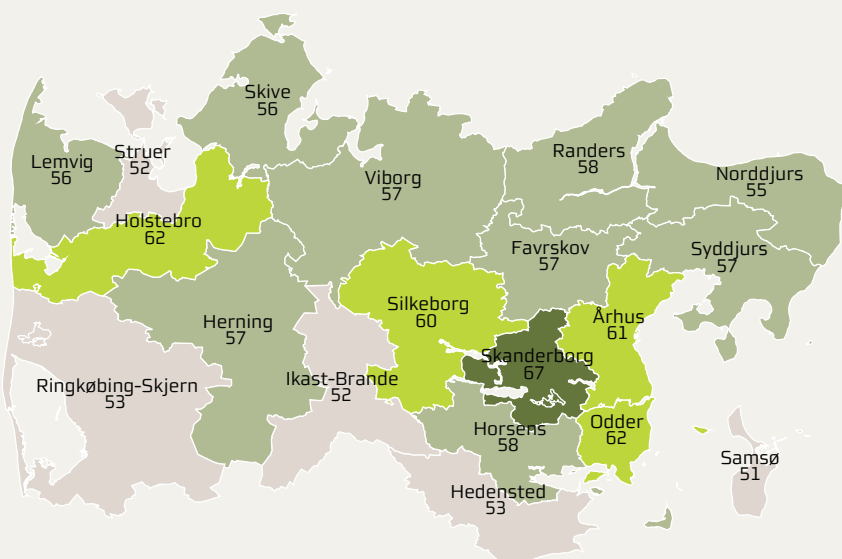 Skive
56
Struer
52
Lemvig
56
Randers
58
Viborg
57
Norddjurs
55
Holstebro
62
Favrskov
57
Syddjurs
57
Silkeborg
60
Århus
61
Herning
57
Skanderborg
67
Ringkøbing-Skjern
53
Ikast-Brande
52
Horsens
58
Odder
62
Samsø
51
Hedensted
53